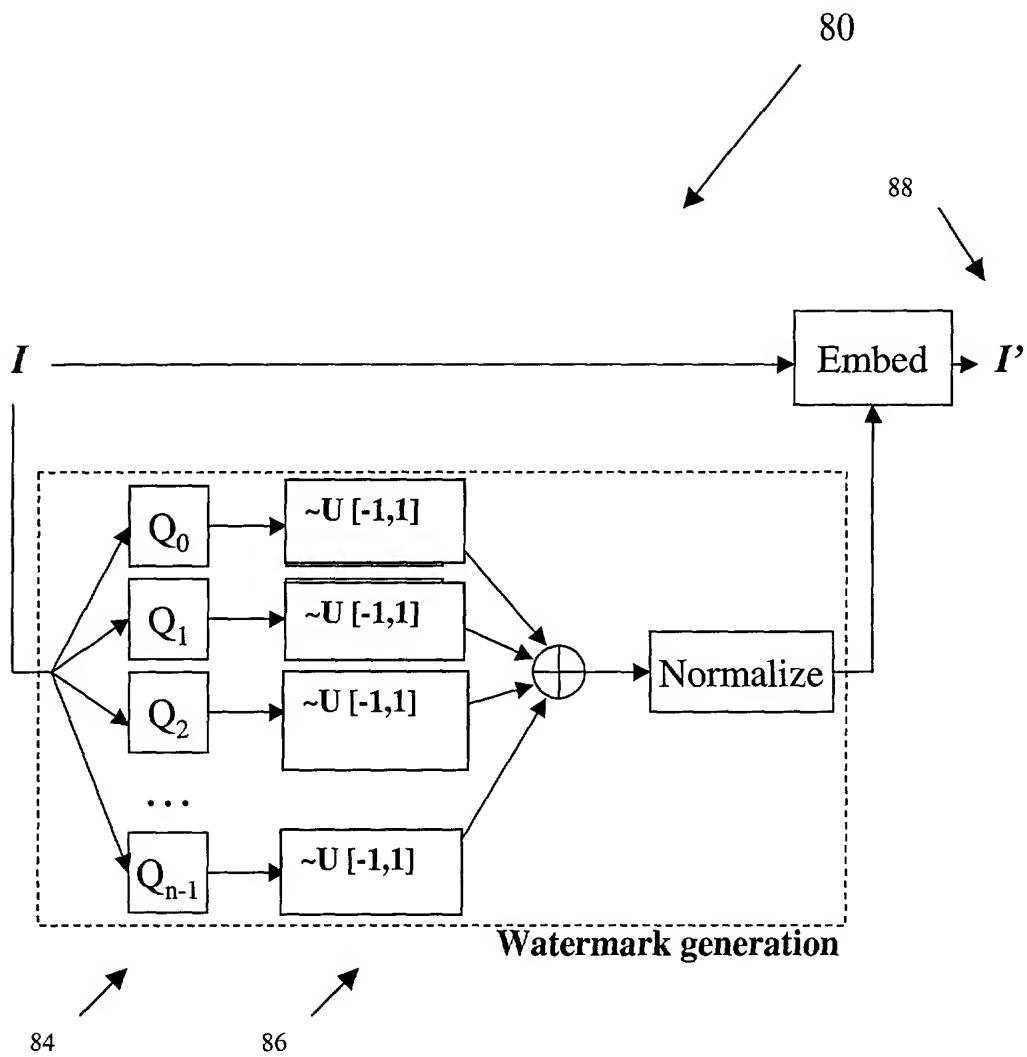 80
88
I
Embed
I’
Q0
~U [-1,1]
Q1
~U [-1,1]
Q2
~U [-1,1]
Normalize
...
Qn-1
~U [-1,1]
Watermark generation
84
86